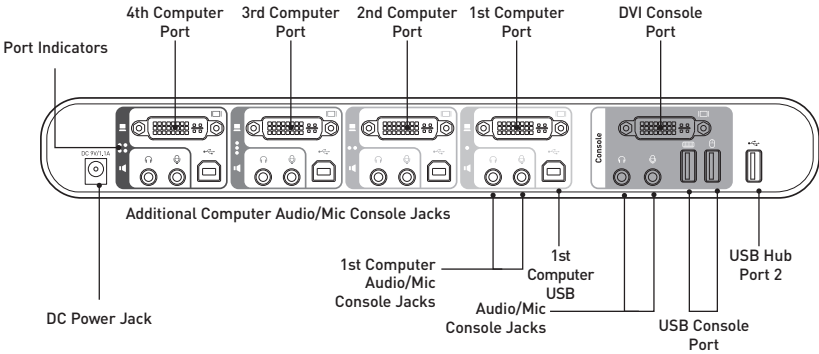 4th Computer
Port
3rd Computer
Port
2nd Computer
Port
1st Computer
Port
DVI Console
Port
Port Indicators
DC 9V/1,1A
Console
Additional Computer Audio/Mic Console Jacks
1st Computer
Audio/Mic
Console Jacks
1st
Computer
USB
USB Hub
Port 2
DC Power Jack
Audio/Mic
Console Jacks
USB Console
Port